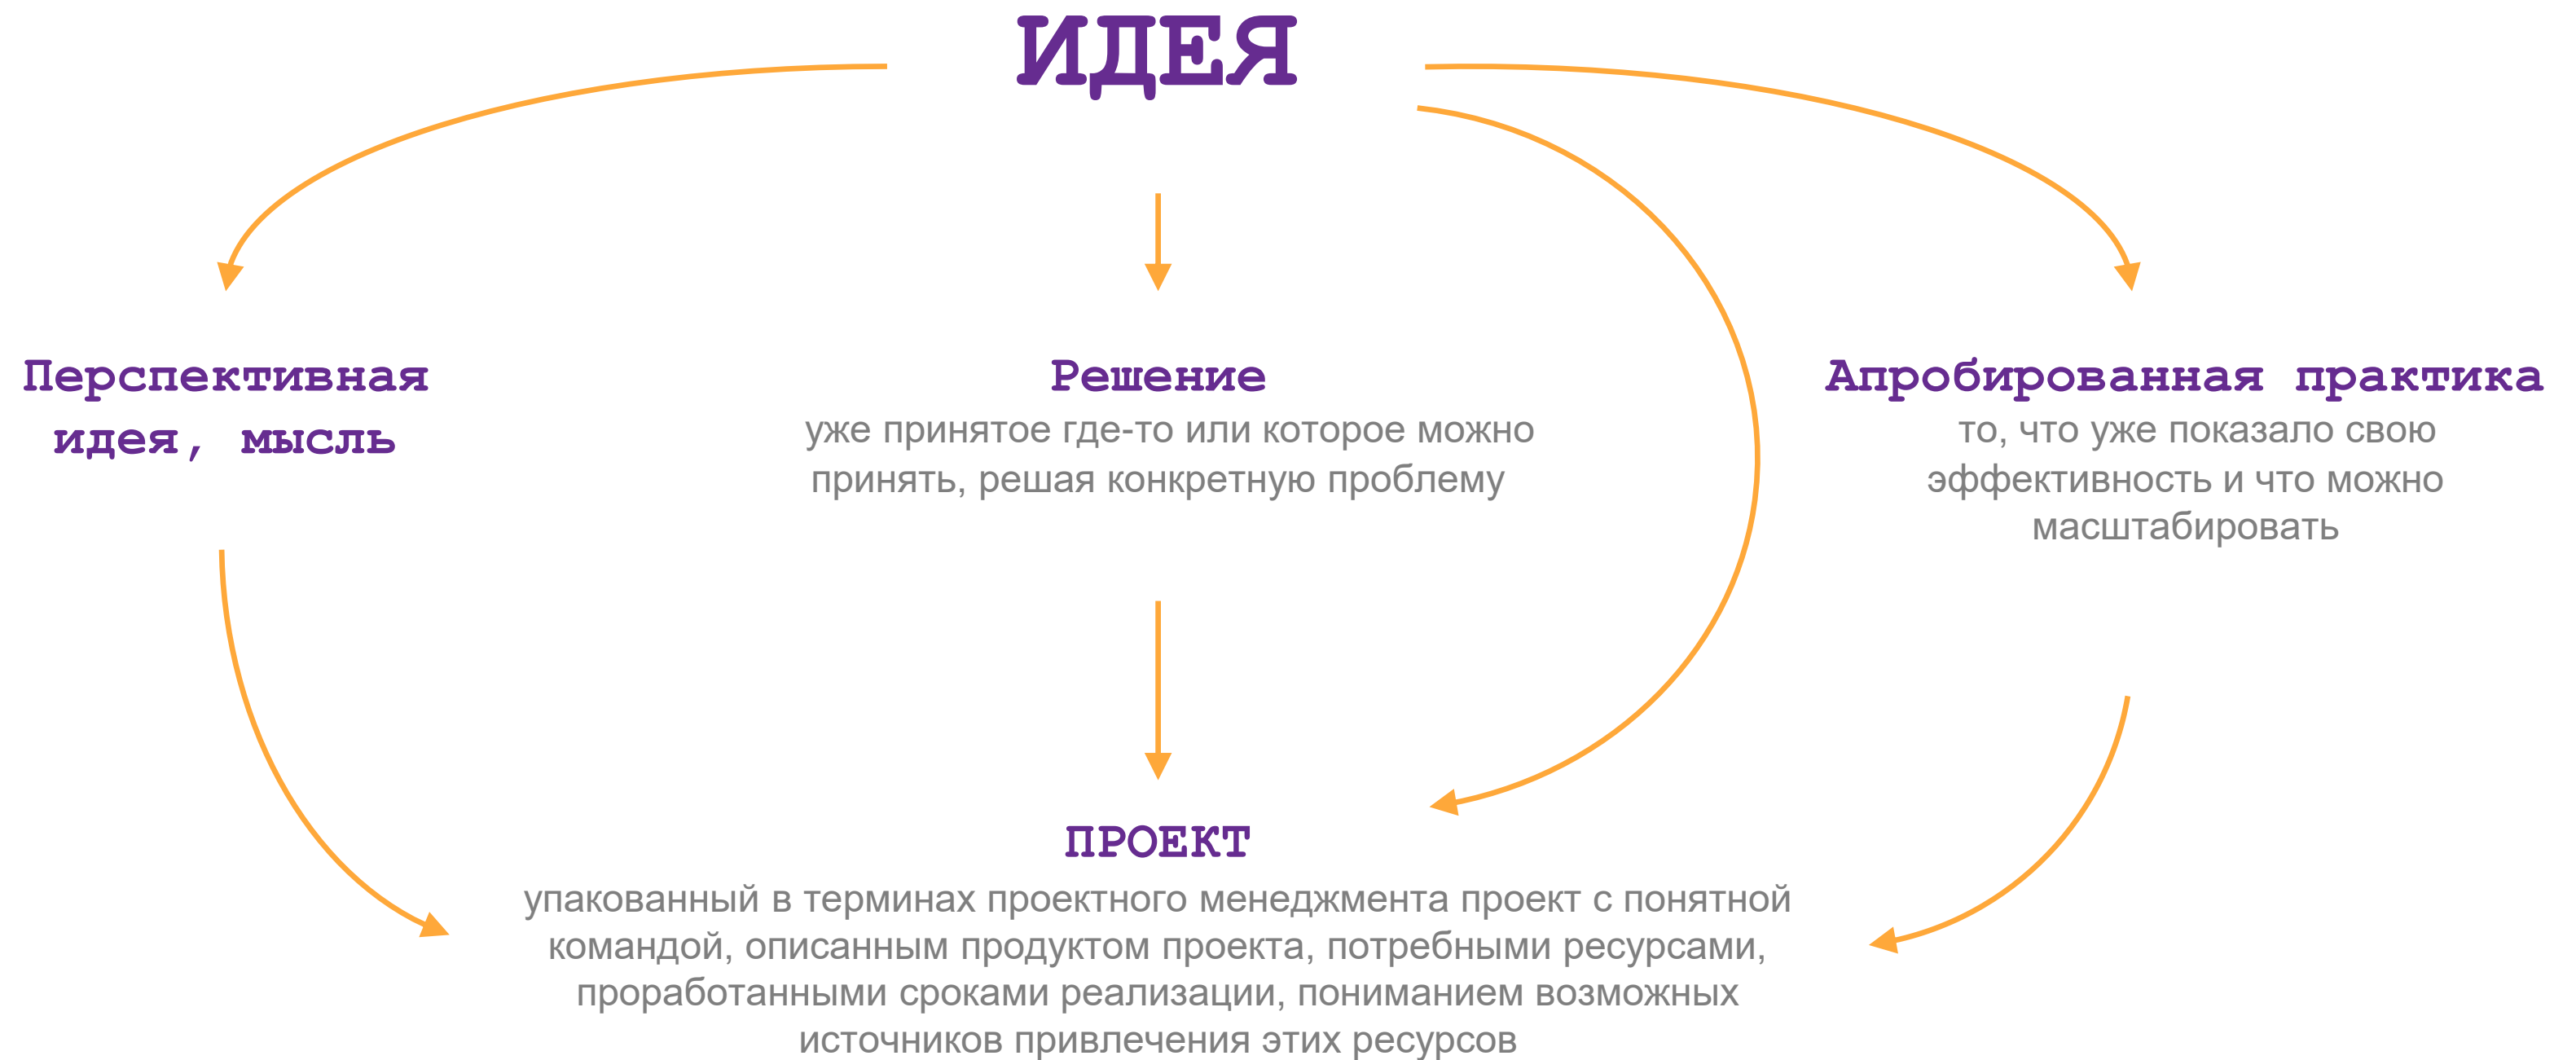 ИДЕЯ
Перспективная
идея, мысль
Решение
уже принятое где-то или которое можно
принять, решая конкретную проблему
Апробированная практика
то, что уже показало свою
эффективность и что можно
масштабировать
ПРОЕКТ
упакованный в терминах проектного менеджмента проект с понятной
командой, описанным продуктом проекта, потребными ресурсами,
проработанными сроками реализации, пониманием возможных
источников привлечения этих ресурсов